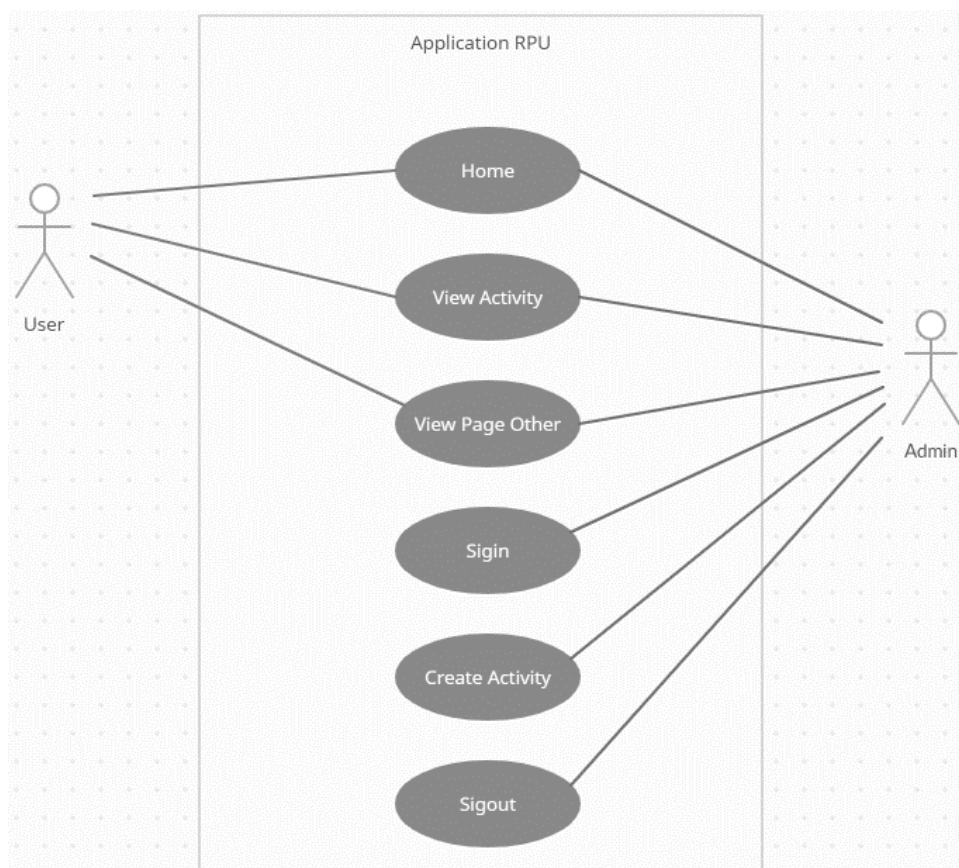 Application RPU
Home
View Activity
User
View Page Other
Admin
Sigin
Create Activity
Sigout